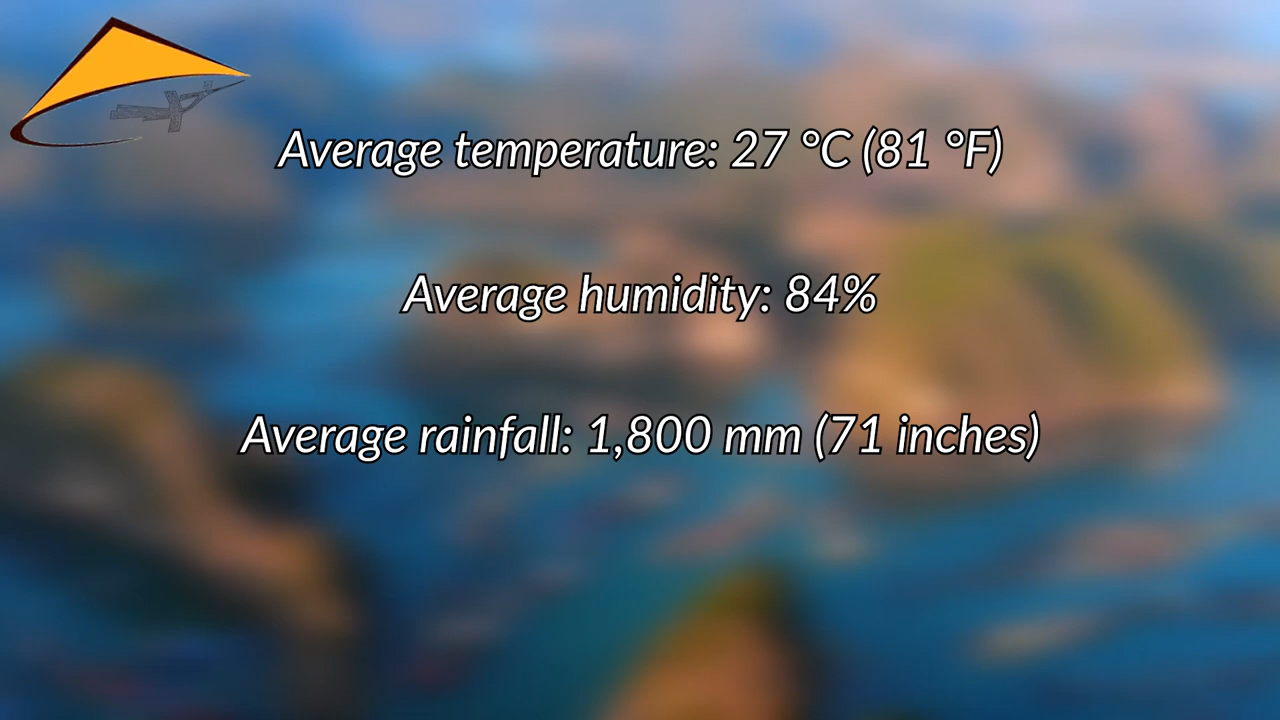 Average temperature: 27 °C (81 °F)
Average humidity: 84%
Average rainfall: 1,800 mm (71 inches)